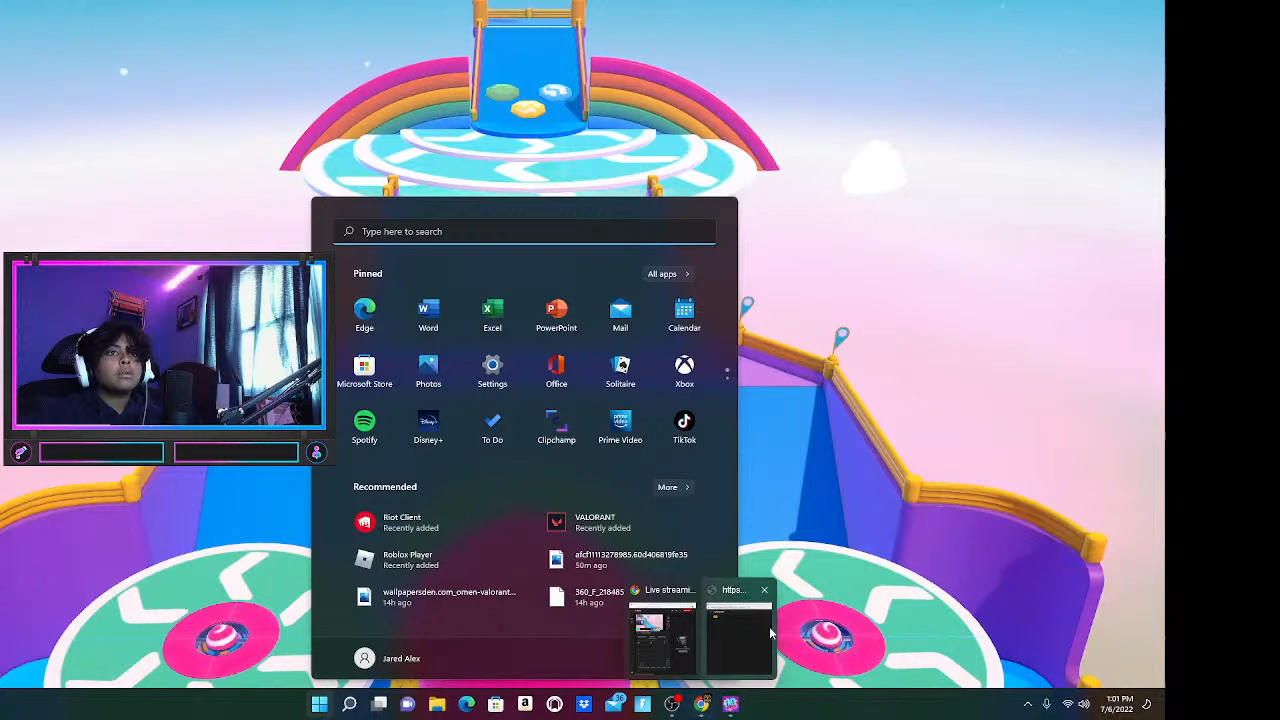 Type here to search
Pinned
All apps
Edge
Word
Excel
PowerPoint
Mail
Calendar
Microsoft Store
Photos
Settings
Office
Solitaire
Xbox
Spotify
Disney+
To Do
Clipchamp
Prime Video
TikTok
Recommended
More
Riot Client
Recently added
VALORANT
Recently added
Roblox Player
Recently added
afcf11113278985.60d406819fe35
50m ago
wallpapersden.com_omen-valorant...
14h ago
360_F_218485
14h ago
Live streami...
https...
Jared Alex
36
1:01 PM
7/6/2022